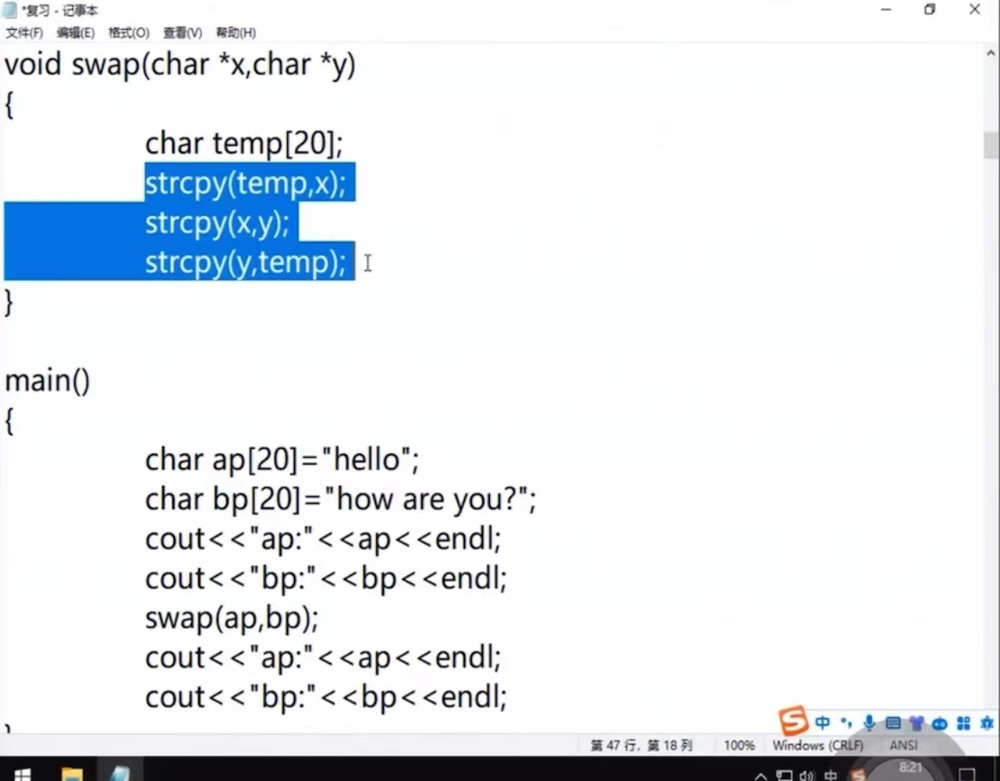 *复习 - 记事本
文件(F) 编辑(E) 格式(O) 查看(V) 帮助(H)
void swap(char *x,char *y)
{
char temp[20];
strcpy(temp,x);
strcpy(x,y);
strcpy(y,temp);
}
main()
{
char ap[20]="hello";
char bp[20]="how are you?";
cout<<"ap:"<<ap<<endl;
cout<<"bp:"<<bp<<endl;
swap(ap,bp);
cout<<"ap:"<<ap<<endl;
cout<<"bp:"<<bp<<endl;
}
S 中
第 47 行，第 18 列 100% Windows (CRLF) ANSI
中 S 8:21